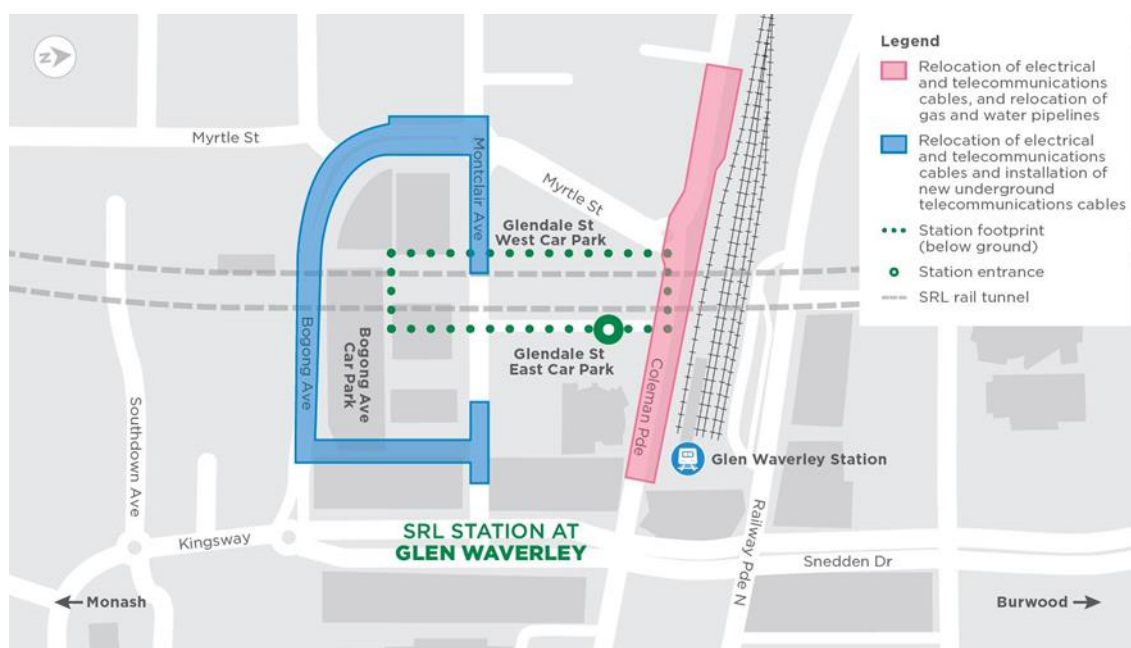 N
Legend
Relocation of electrical
and telecommunications
cables, and relocation of
gas and water pipelines
Relocation of electrical
and telecommunications
cables and installation of
new underground
telecommunications cables
Station footprint
(below ground)
Station entrance
SRL rail tunnel
Myrtle St
Montclair Ave
Myrtle St
Glendale St
West Car Park
Bogong Ave
Bogong Ave
Car Park
Glendale St
East Car Park
Coleman Pde
Southdown Ave
Glen Waverley Station
Railway Pde N
SRL STATION AT
GLEN WAVERLEY
Kingsway
Snedden Dr
Monash
Burwood